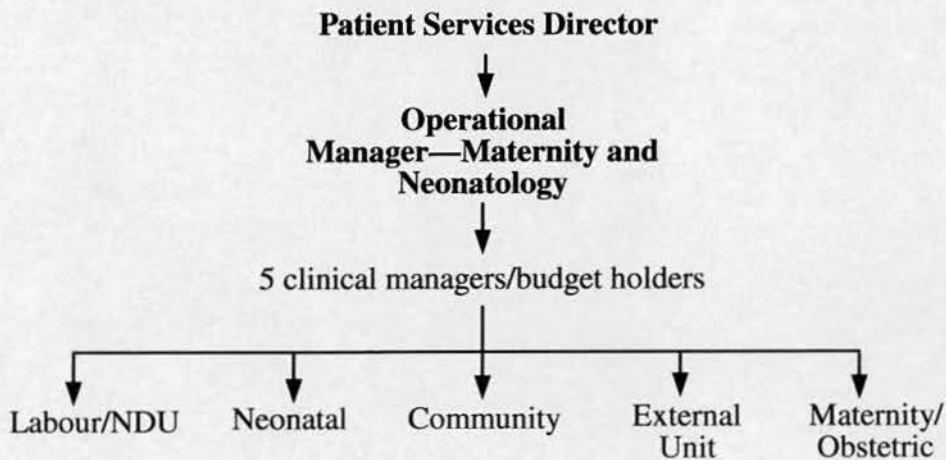 Patient Services Director
Operational
Manager—Maternity and
Neonatology
5 clinical managers/budget holders
Labour/NDU
Neonatal
Community
External
Unit
Maternity/
Obstetric